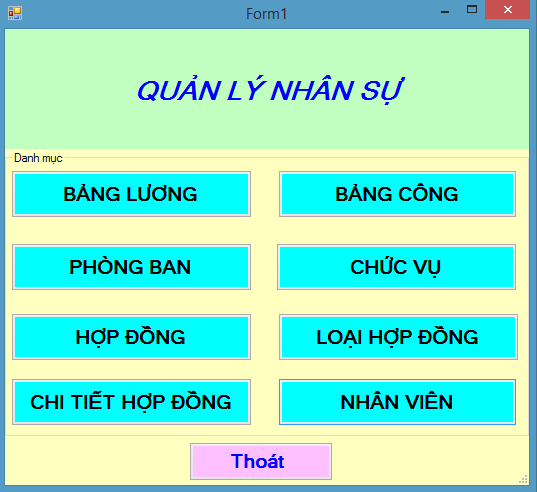 Form1
QUẢN LÝ NHÂN SỰ
Danh mục
BẢNG LƯƠNG
BẢNG CÔNG
PHÒNG BAN
CHỨC VỤ
HỢP ĐỒNG
LOẠI HỢP ĐỒNG
CHI TIẾT HỢP ĐỒNG
NHÂN VIÊN
Thoát